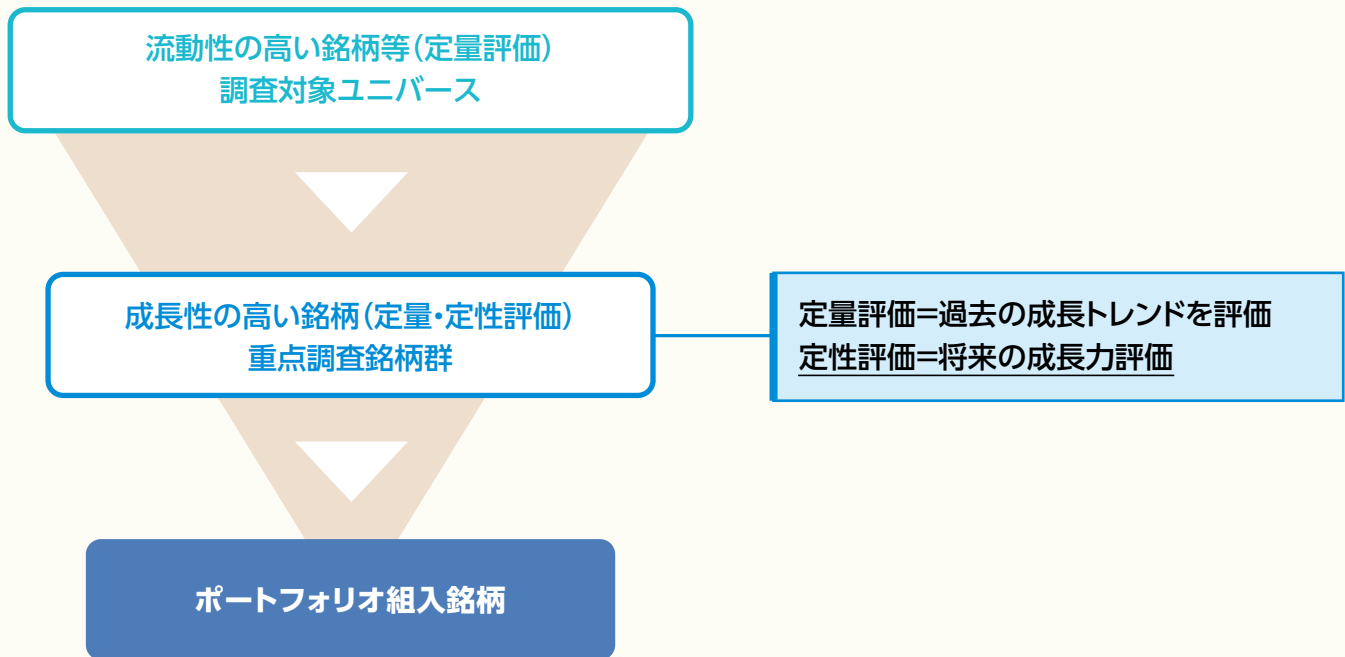 流動性の高い銘柄等(定量評価)
調査対象ユニバース
成長性の高い銘柄(定量・定性評価)
重点調査銘柄群
定量評価=過去の成長トレンドを評価
定性評価=将来の成長力評価
ポートフォリオ組入銘柄